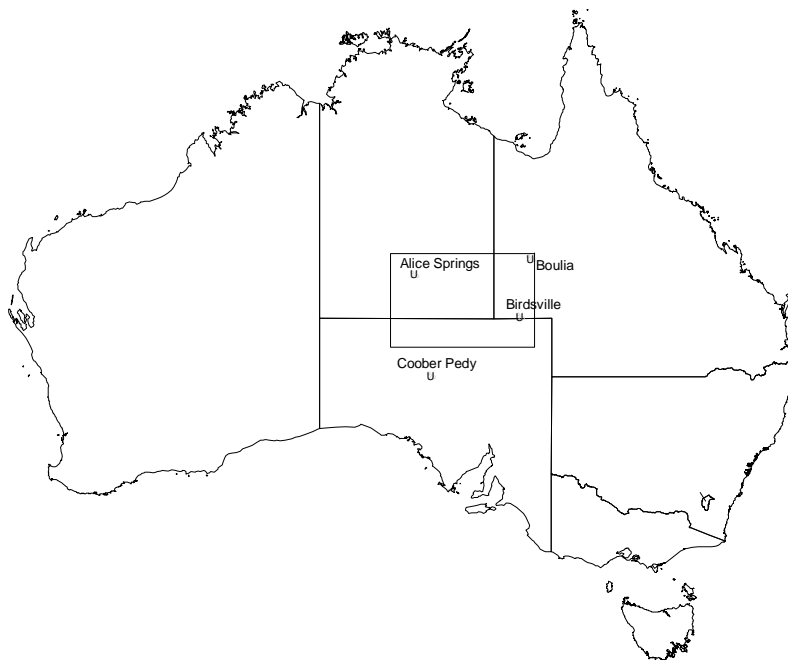 Alice Springs
U
U
Boulia
Birdsville
U
Coober Pedy
U